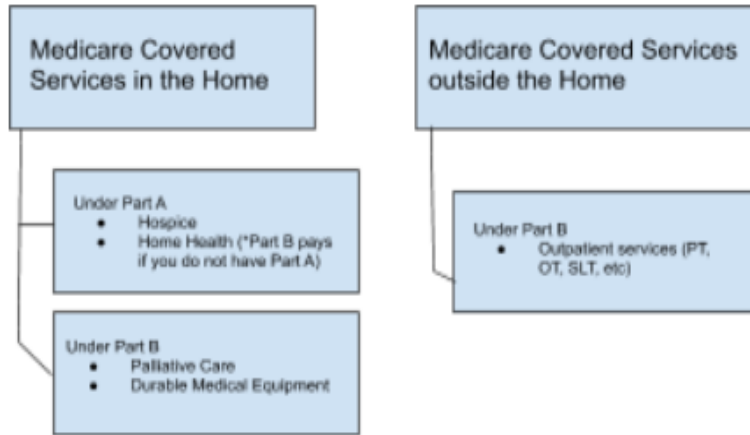 Medicare Covered
Services in the Home
Under Part A
● Hospice
● Home Health (*Part B pays
if you do not have Part A)
Under Part B
● Palliative Care
● Durable Medical Equipment
Medicare Covered Services
outside the Home
Under Part B
● Outpatient services (PT,
OT, SLT, etc)